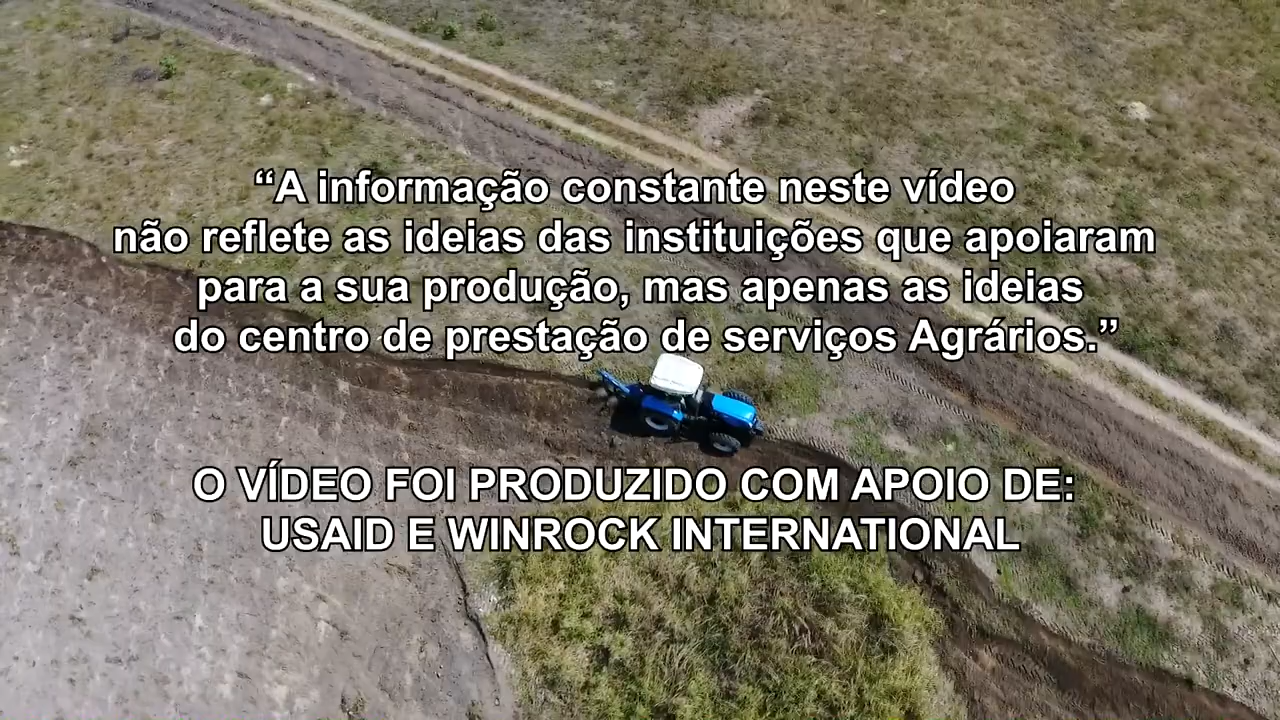 “A informação constante neste vídeo
não reflete as ideias das instituições que apoiaram
para a sua produção, mas apenas as ideias
do centro de prestação de serviços Agrários.”
O VÍDEO FOI PRODUZIDO COM APOIO DE:
USAID E WINROCK INTERNATIONAL